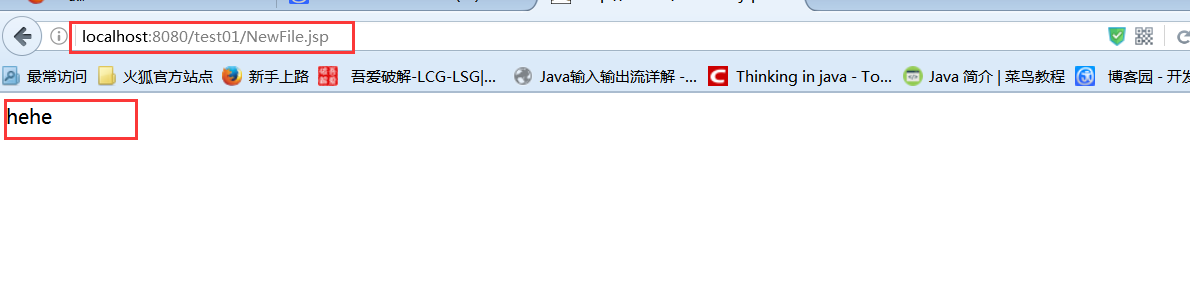 localhost:8080/test01/NewFile.jsp
最常访问 火狐官方站点 新手上路 吾爱破解-LCG-LSG|... Java输入输出流详解 -... Thinking in java - To... Java 简介 | 菜鸟教程 博客园 - 开发
hehe